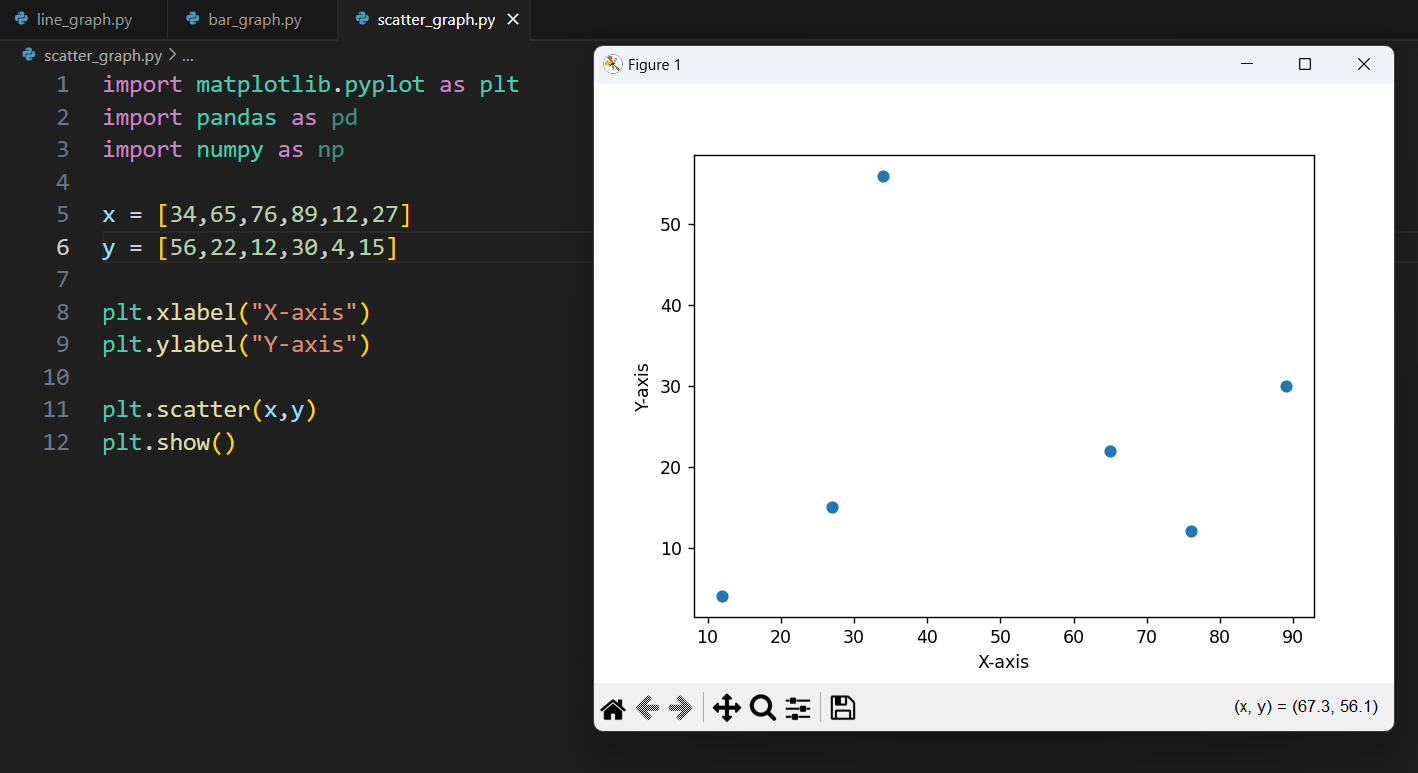 line_graph.py bar_graph.py scatter_graph.py
scatter_graph.py > ...
1 import matplotlib.pyplot as plt
2 import pandas as pd
3 import numpy as np
4
5 x = [34,65,76,89,12,27]
6 y = [56,22,12,30,4,15]
7
8 plt.xlabel("X-axis")
9 plt.ylabel("Y-axis")
10
11 plt.scatter(x,y)
12 plt.show()
Figure 1
50
40
30
20
10
Y-axis
10 20 30 40 50 60 70 80 90
X-axis
(x, y) = (67.3, 56.1)